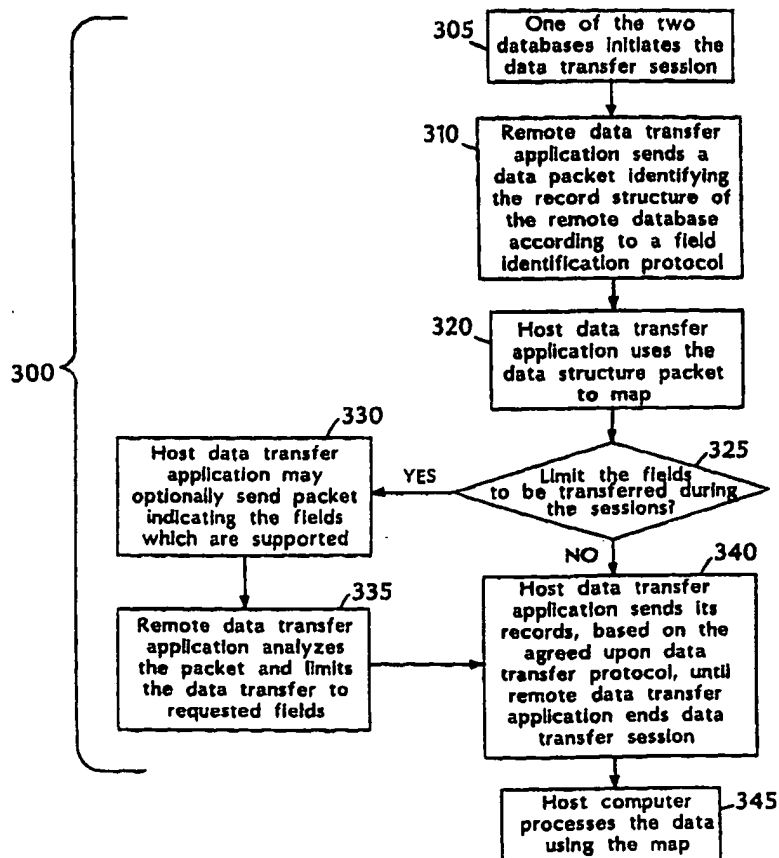 305
One of the two
databases initiates the
data transfer session
310
Remote data transfer
application sends a
data packet identifying
the record structure of
the remote database
according to a field
identification protocol
320
Host data transfer
application uses the
data structure packet
to map
300
325
Limit the fields
to be transferred during
the sessions?
YES
NO
330
Host data transfer
application may
optionally send packet
indicating the fields
which are supported
335
Remote data transfer
application analyzes
the packet and limits
the data transfer to
requested fields
340
Host data transfer
application sends its
records, based on the
agreed upon data
transfer protocol, until
remote data transfer
application ends data
transfer session
345
Host computer
processes the data
using the map